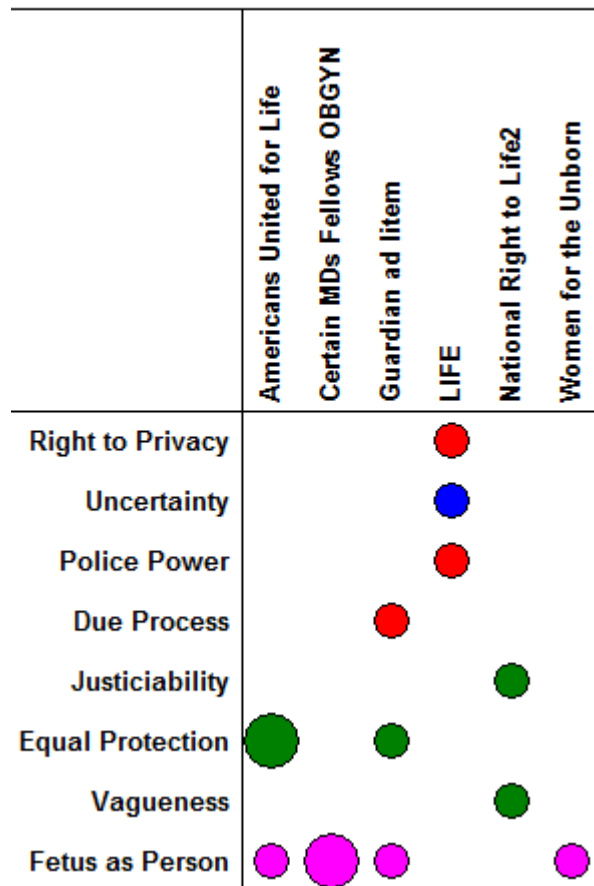 Americans United for Life
Certain MDs Fellows OBGYN
Guardian ad litem
LIFE
National Right to Life2
Women for the Unborn
Right to Privacy
Uncertainty
Police Power
Due Process
Justiciability
Equal Protection
Vagueness
Fetus as Person